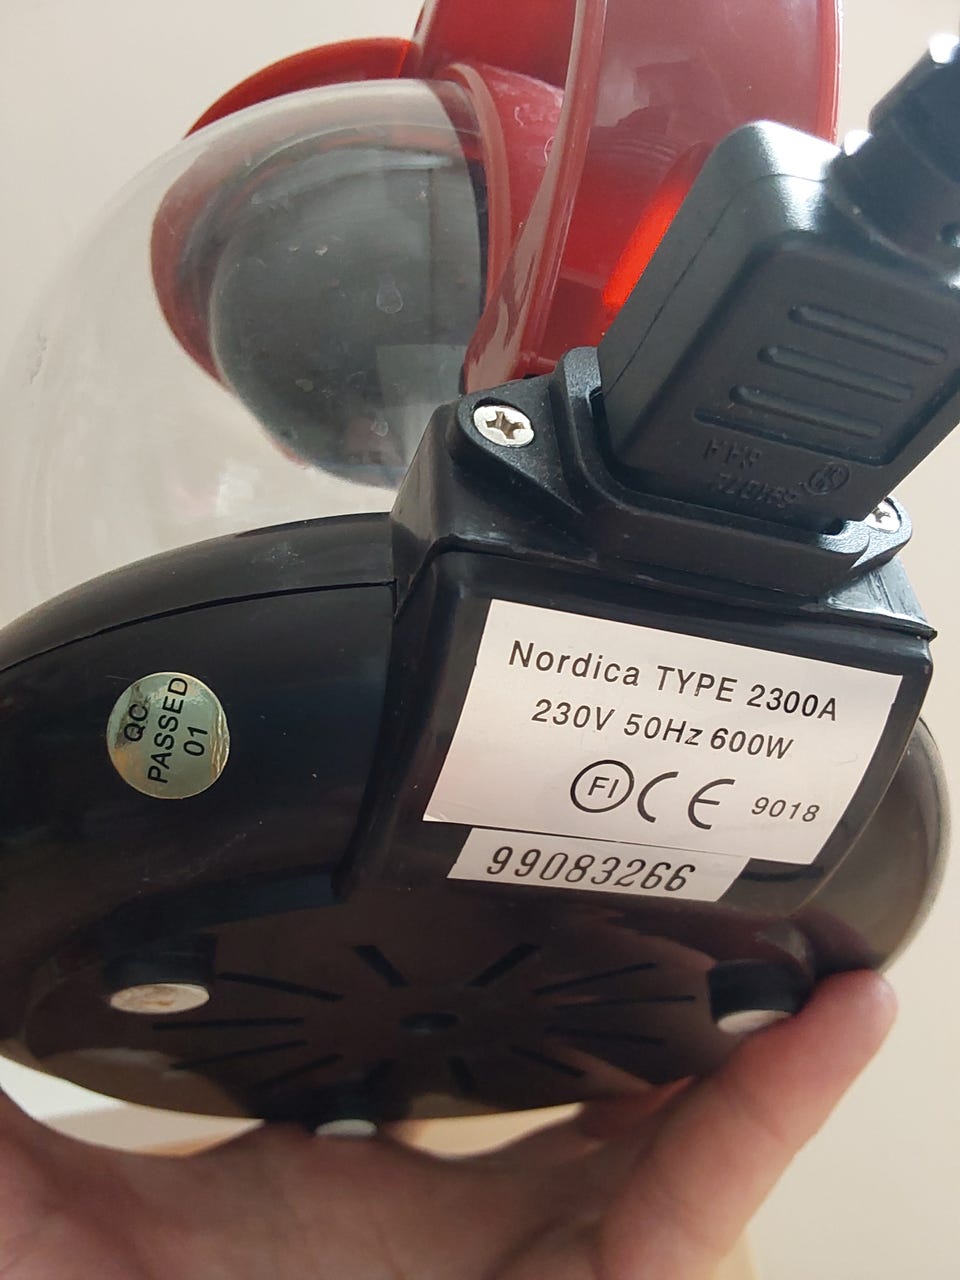 Nordica TYPE 2300A
230V 50Hz 600W
FI CE 9018
99083266
QC
PASSED
01